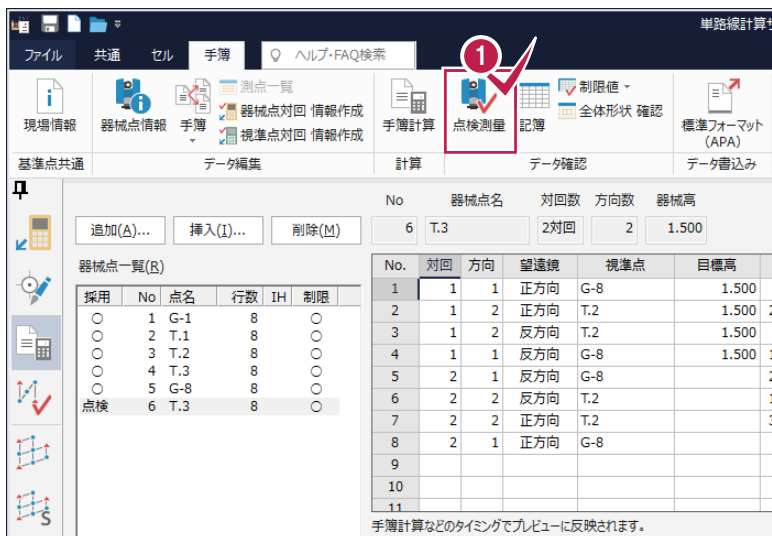 単路線計算サ
ファイル 共通 セル 手簿 ヘルプ・FAQ検索
1
現場情報 器械点情報 手簿 測点一覧 器械点対回 情報作成 視準点対回 情報作成 手簿計算 点検測量 記簿 制限値 全体形状 確認 標準フォーマット (APA)
基準点共通 データ編集 計算 データ確認 データ書込み
No 器械点名 対回数 方向数 器械高
追加(A)... 挿入(I)... 削除(M) 6 T.3 2対回 2 1.500
器械点一覧(R)
採用 No 点名 行数 IH 制限
○ 1 G-1 8 ○
○ 2 T.1 8 ○
○ 3 T.2 8 ○
○ 4 T.3 8 ○
○ 5 G-8 8 ○
点検 6 T.3 8 ○
No. 対回 方向 望遠鏡 視準点 目標高
1 1 1 正方向 G-8 1.500
2 1 2 正方向 T.2 1.500 2
3 1 2 反方向 T.2 1.500
4 1 1 反方向 G-8 1.500 1
5 2 1 反方向 G-8 2
6 2 2 反方向 T.2 1
7 2 2 正方向 T.2 3
8 2 1 正方向 G-8
9
10
11
手簿計算などのタイミングでプレビューに反映されます。
S